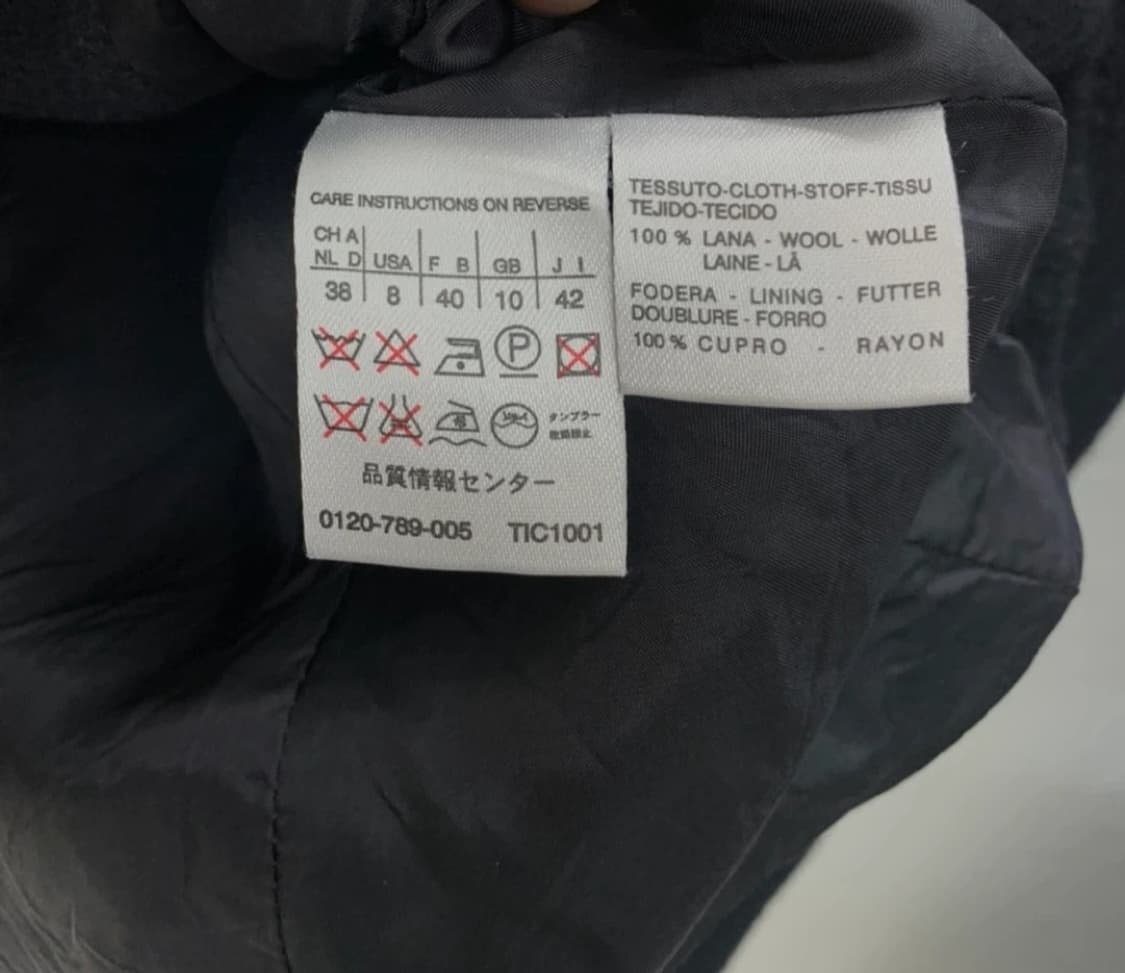 CARE INSTRUCTIONS ON REVERSE
CH A
NL D USA F B GB J I
38 8 40 10 42
P
タンブラー
乾燥禁止
品質情報センター
0120-789-005 TIC1001
TESSUTO-CLOTH-STOFF-TISSU
TEJIDO-TECIDO
100 % LANA - WOOL - WOLLE
LAINE - LÃ
FODERA - LINING - FUTTER
DOUBLURE - FORRO
100 % CUPRO - RAYON